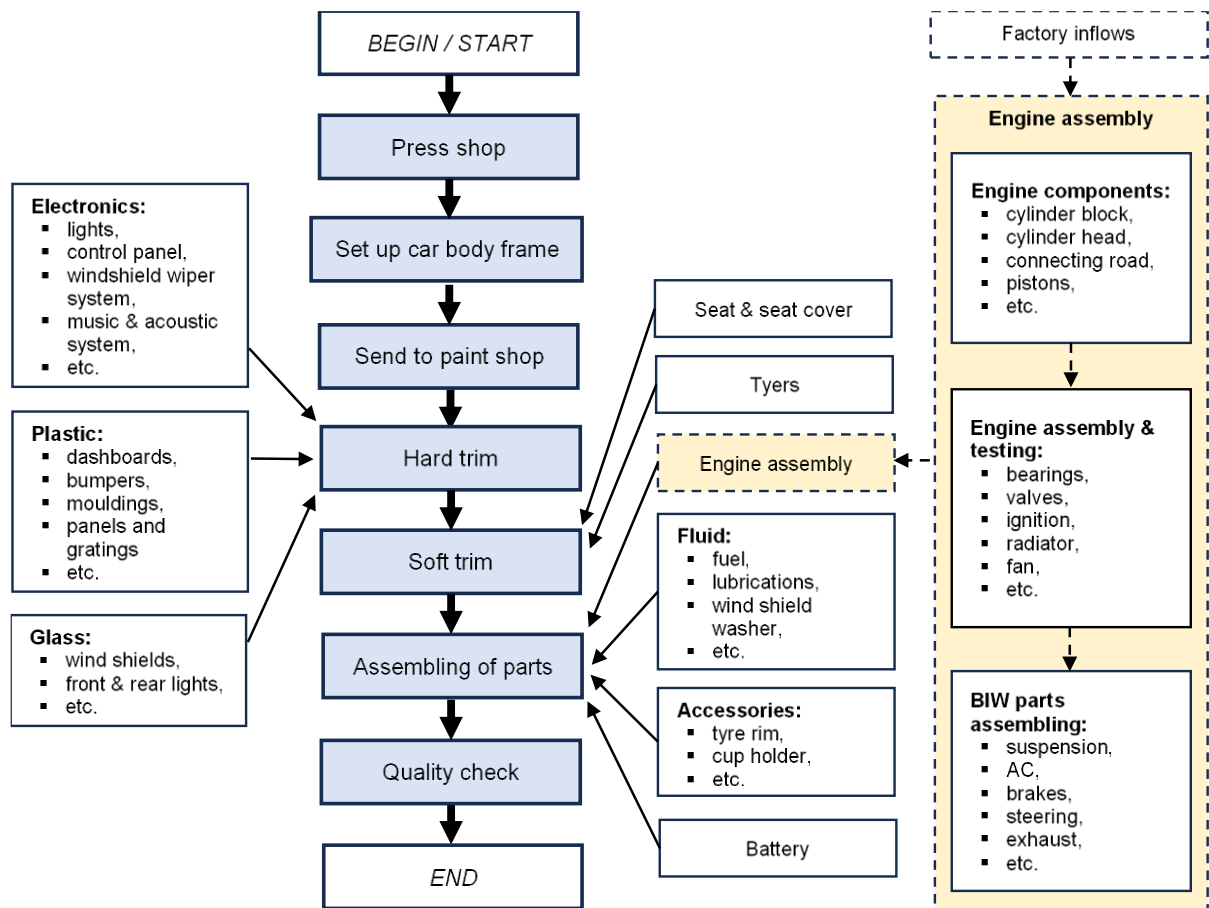 BEGIN / START
Press shop
Set up car body frame
Send to paint shop
Hard trim
Soft trim
Assembling of parts
Quality check
END
Electronics:
▪ lights,
▪ control panel,
▪ windshield wiper
system,
▪ music & acoustic
system,
▪ etc.
Plastic:
▪ dashboards,
▪ bumpers,
▪ mouldings,
▪ panels and
gratings
▪ etc.
Glass:
▪ wind shields,
▪ front & rear lights,
▪ etc.
Seat & seat cover
Tyers
Engine assembly
Fluid:
▪ fuel,
▪ lubrications,
▪ wind shield
washer,
▪ etc.
Accessories:
▪ tyre rim,
▪ cup holder,
▪ etc.
Battery
Factory inflows
Engine assembly
Engine components:
▪ cylinder block,
▪ cylinder head,
▪ connecting road,
▪ pistons,
▪ etc.
Engine assembly &
testing:
▪ bearings,
▪ valves,
▪ ignition,
▪ radiator,
▪ fan,
▪ etc.
BIW parts
assembling:
▪ suspension,
▪ AC,
▪ brakes,
▪ steering,
▪ exhaust,
▪ etc.